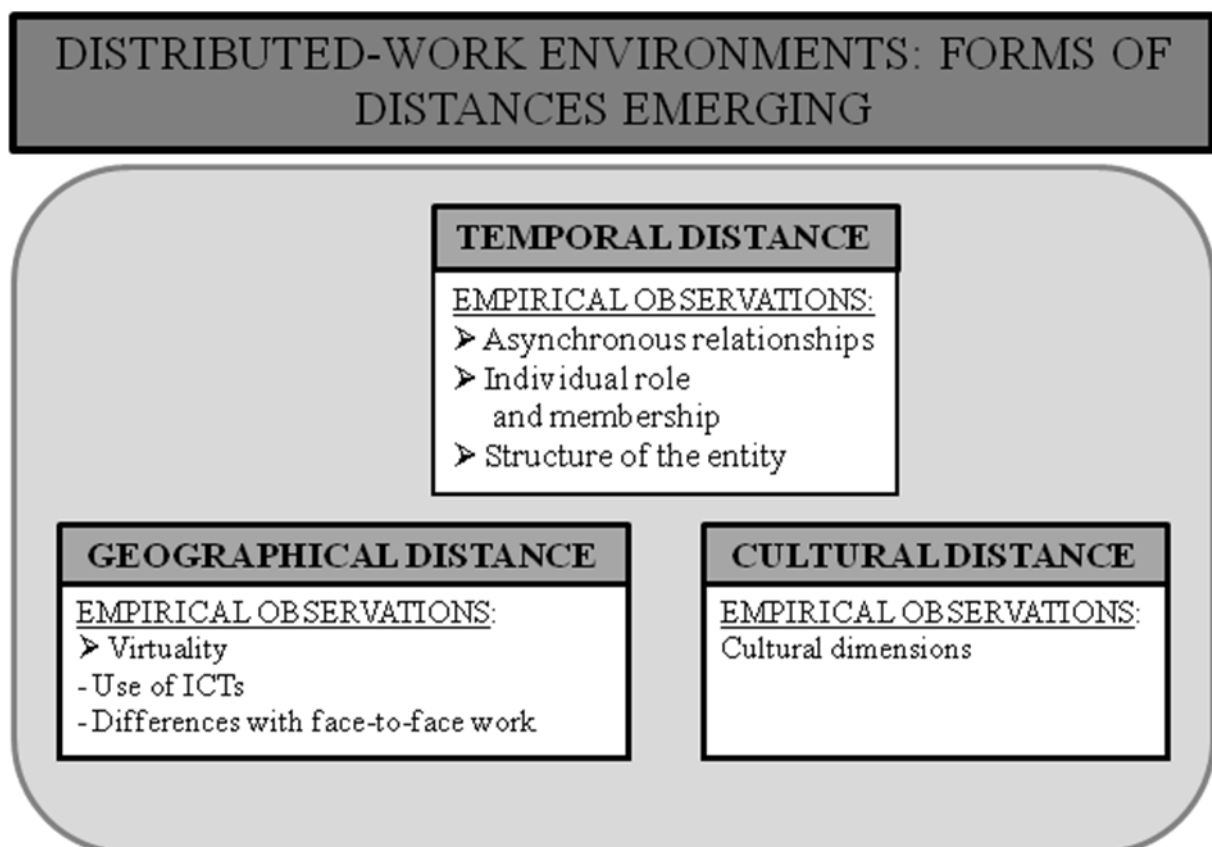 DISTRIBUTED-WORK ENVIRONMENTS: FORMS OF
DISTANCES EMERGING
TEMPORAL DISTANCE
EMPIRICAL OBSERVATIONS:
➤ Asynchronous relationships
➤ Individual role
and membership
➤ Structure of the entity
GEOGRAPHICAL DISTANCE
EMPIRICAL OBSERVATIONS:
➤ Virtuality
- Use of ICTs
- Differences with face-to-face work
CULTURAL DISTANCE
EMPIRICAL OBSERVATIONS:
Cultural dimensions